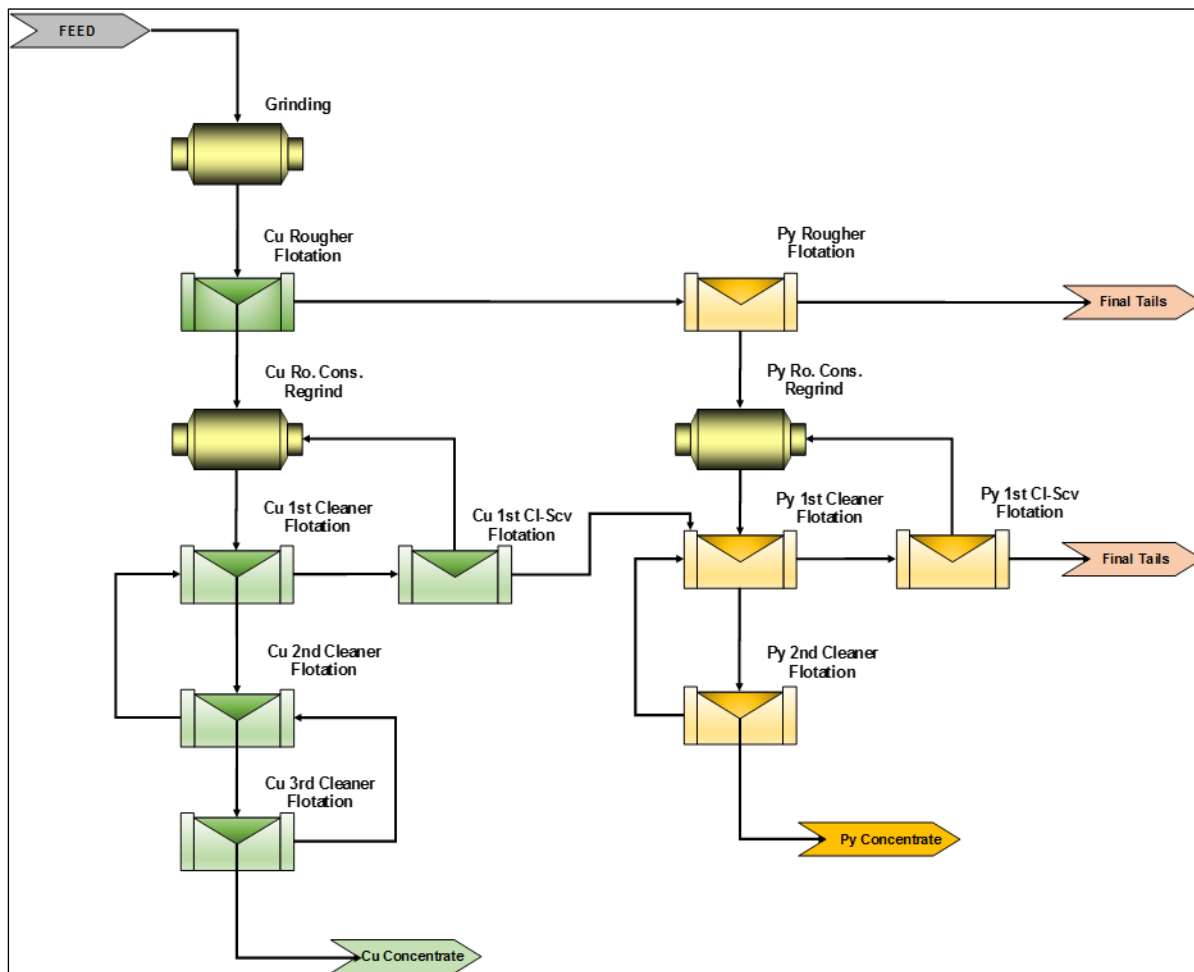 FEED
Grinding
Cu Rougher
Flotation
Py Rougher
Flotation
Final Tails
Cu Ro. Cons.
Regrind
Py Ro. Cons.
Regrind
Cu 1st Cleaner
Flotation
Cu 1st Cl-Scv
Flotation
Py 1st Cleaner
Flotation
Py 1st Cl-Scv
Flotation
Final Tails
Cu 2nd Cleaner
Flotation
Py 2nd Cleaner
Flotation
Cu 3rd Cleaner
Flotation
Py Concentrate
Cu Concentrate